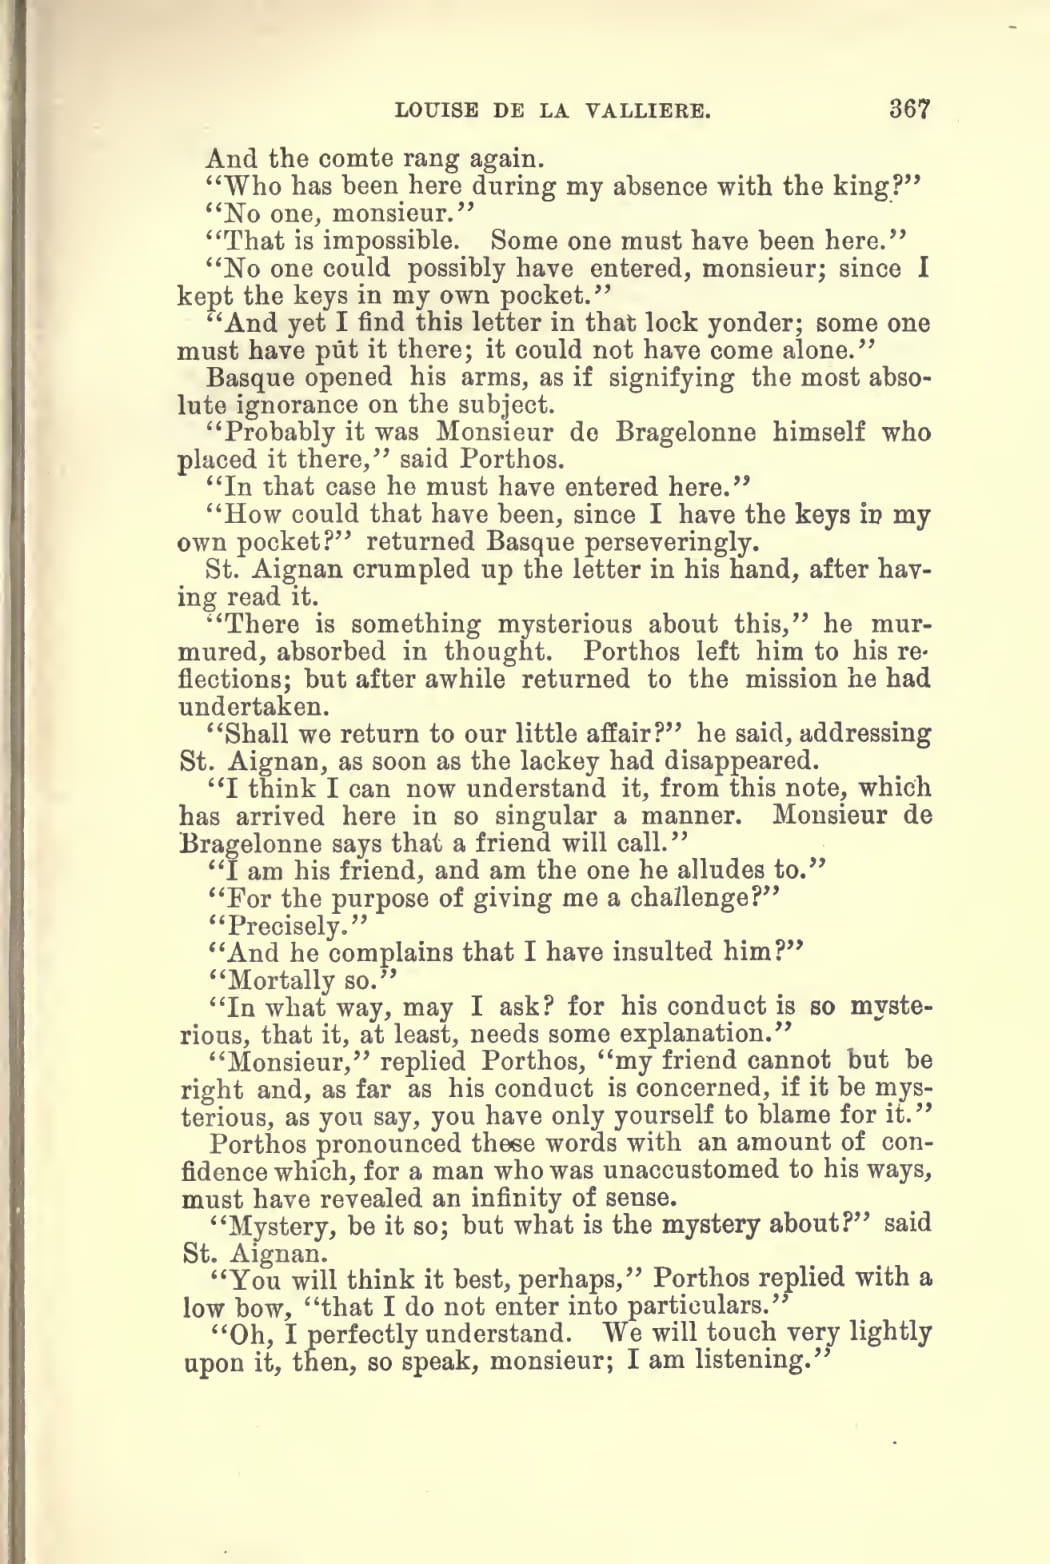 LOUISE DE LA VALLIERE. 367
And the comte rang again.
“Who has been here during my absence with the king?”
“No one, monsieur.”
“That is impossible. Some one must have been here.”
“No one could possibly have entered, monsieur; since I
kept the keys in my own pocket.”
“And yet I find this letter in that lock yonder; some one
must have put it there; it could not have come alone.”
Basque opened his arms, as if signifying the most abso-
lute ignorance on the subject.
“Probably it was Monsieur de Bragelonne himself who
placed it there,” said Porthos.
“In that case he must have entered here.”
“How could that have been, since I have the keys in my
own pocket?” returned Basque perseveringly.
St. Aignan crumpled up the letter in his hand, after hav-
ing read it.
“There is something mysterious about this,” he mur-
mured, absorbed in thought. Porthos left him to his re-
flections; but after awhile returned to the mission he had
undertaken.
“Shall we return to our little affair?” he said, addressing
St. Aignan, as soon as the lackey had disappeared.
“I think I can now understand it, from this note, which
has arrived here in so singular a manner. Monsieur de
Bragelonne says that a friend will call.”
“I am his friend, and am the one he alludes to.”
“For the purpose of giving me a challenge?”
“Precisely.”
“And he complains that I have insulted him?”
“Mortally so.”
“In what way, may I ask? for his conduct is so myste-
rious, that it, at least, needs some explanation.”
“Monsieur,” replied Porthos, “my friend cannot but be
right and, as far as his conduct is concerned, if it be mys-
terious, as you say, you have only yourself to blame for it.”
Porthos pronounced these words with an amount of con-
fidence which, for a man who was unaccustomed to his ways,
must have revealed an infinity of sense.
“Mystery, be it so; but what is the mystery about?” said
St. Aignan.
“You will think it best, perhaps,” Porthos replied with a
low bow, “that I do not enter into particulars.”
“Oh, I perfectly understand. We will touch very lightly
upon it, then, so speak, monsieur; I am listening.”